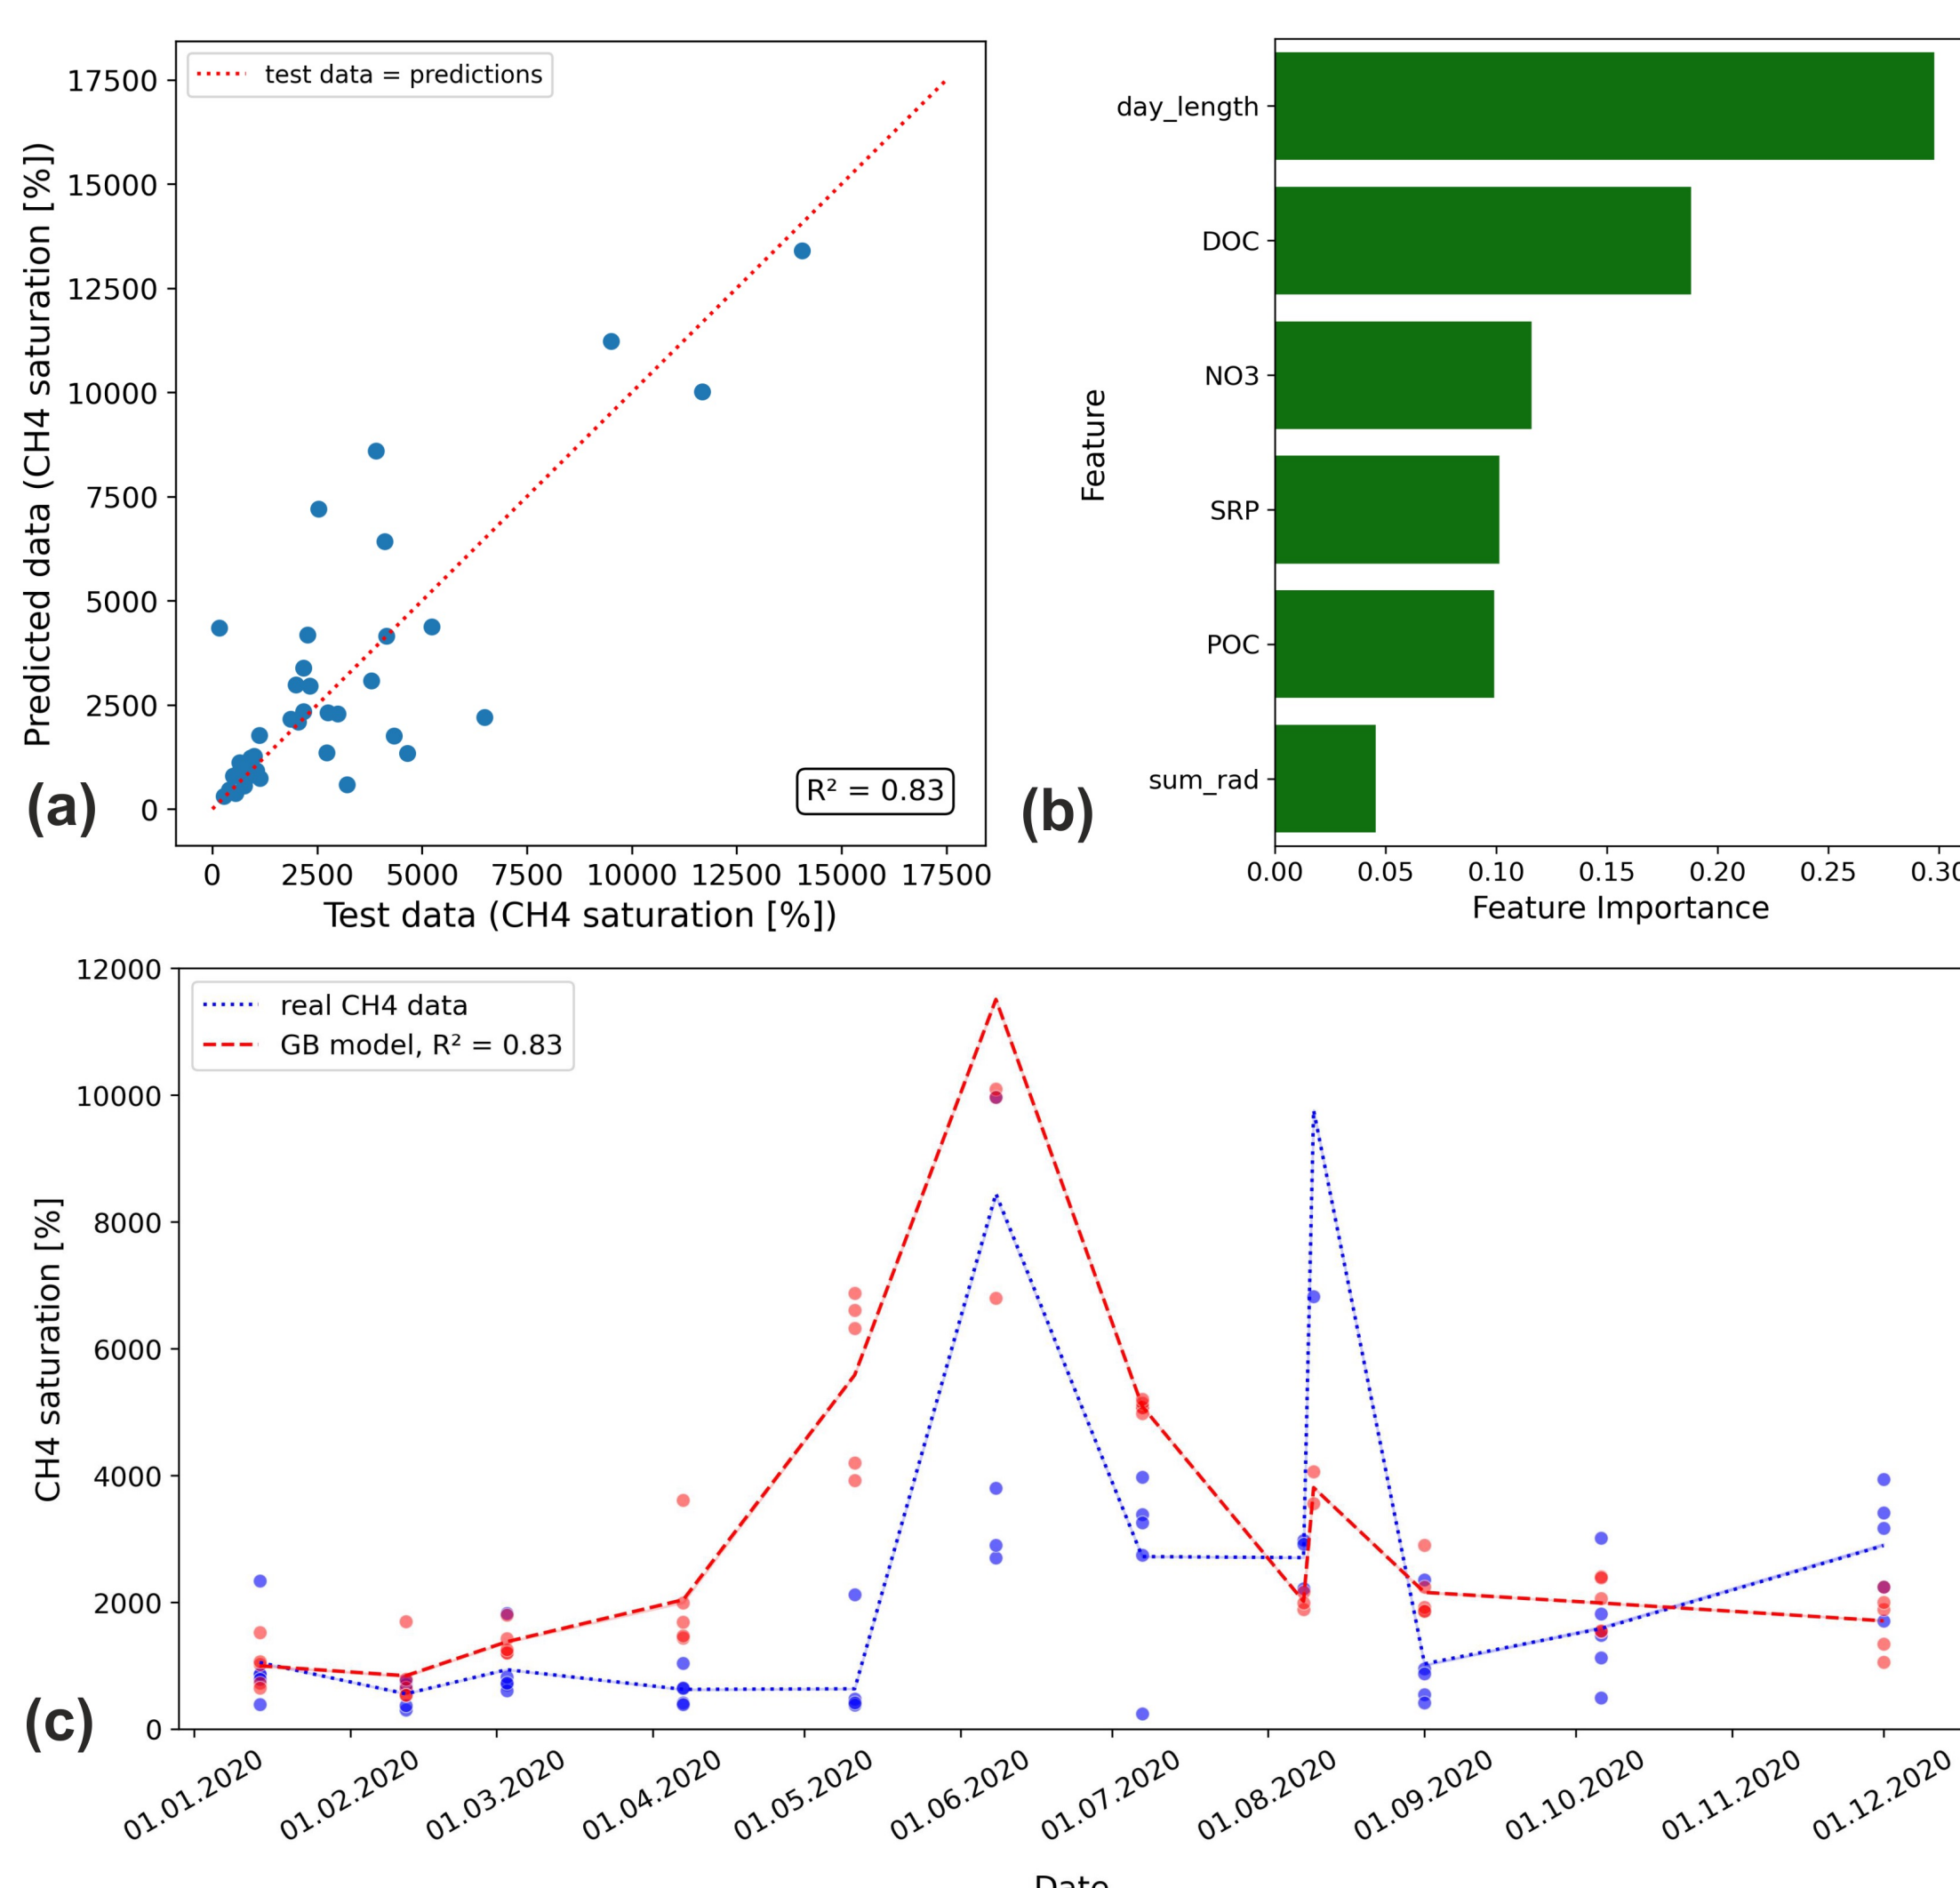 test data = predictions
17500
15000
12500
10000
7500
5000
2500
0
Predicted data (CH4 saturation [%])
R² = 0.83
(a)
0 2500 5000 7500 10000 12500 15000 17500
Test data (CH4 saturation [%])
day_length
DOC
NO3
SRP
POC
sum_rad
Feature
(b)
0.00 0.05 0.10 0.15 0.20 0.25 0.30
Feature Importance
real CH4 data
GB model, R² = 0.83
12000
10000
8000
6000
4000
2000
0
CH4 saturation [%]
(c)
01.01.2020 01.02.2020 01.03.2020 01.04.2020 01.05.2020 01.06.2020 01.07.2020 01.08.2020 01.09.2020 01.10.2020 01.11.2020 01.12.2020
Date